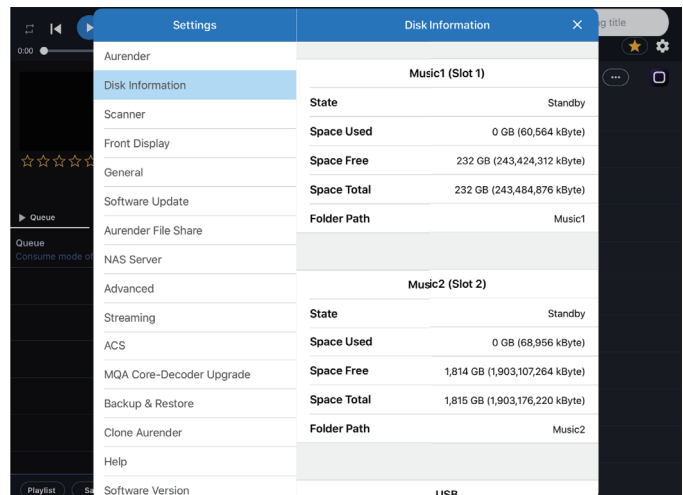 Settings
Disk Information
title
0:00
Aurender
Disk Information
Scanner
Front Display
General
Software Update
Aurender File Share
NAS Server
Advanced
Streaming
ACS
MQA Core-Decoder Upgrade
Backup & Restore
Clone Aurender
Help
Software Version
Music1 (Slot 1)
State Standby
Space Used 0 GB (60,564 kByte)
Space Free 232 GB (243,424,312 kByte)
Space Total 232 GB (243,484,876 kByte)
Folder Path Music1
Music2 (Slot 2)
State Standby
Space Used 0 GB (68,956 kByte)
Space Free 1,814 GB (1,903,107,264 kByte)
Space Total 1,815 GB (1,903,176,220 kByte)
Folder Path Music2
USB
Queue
Queue
Consume mode of
Playlist